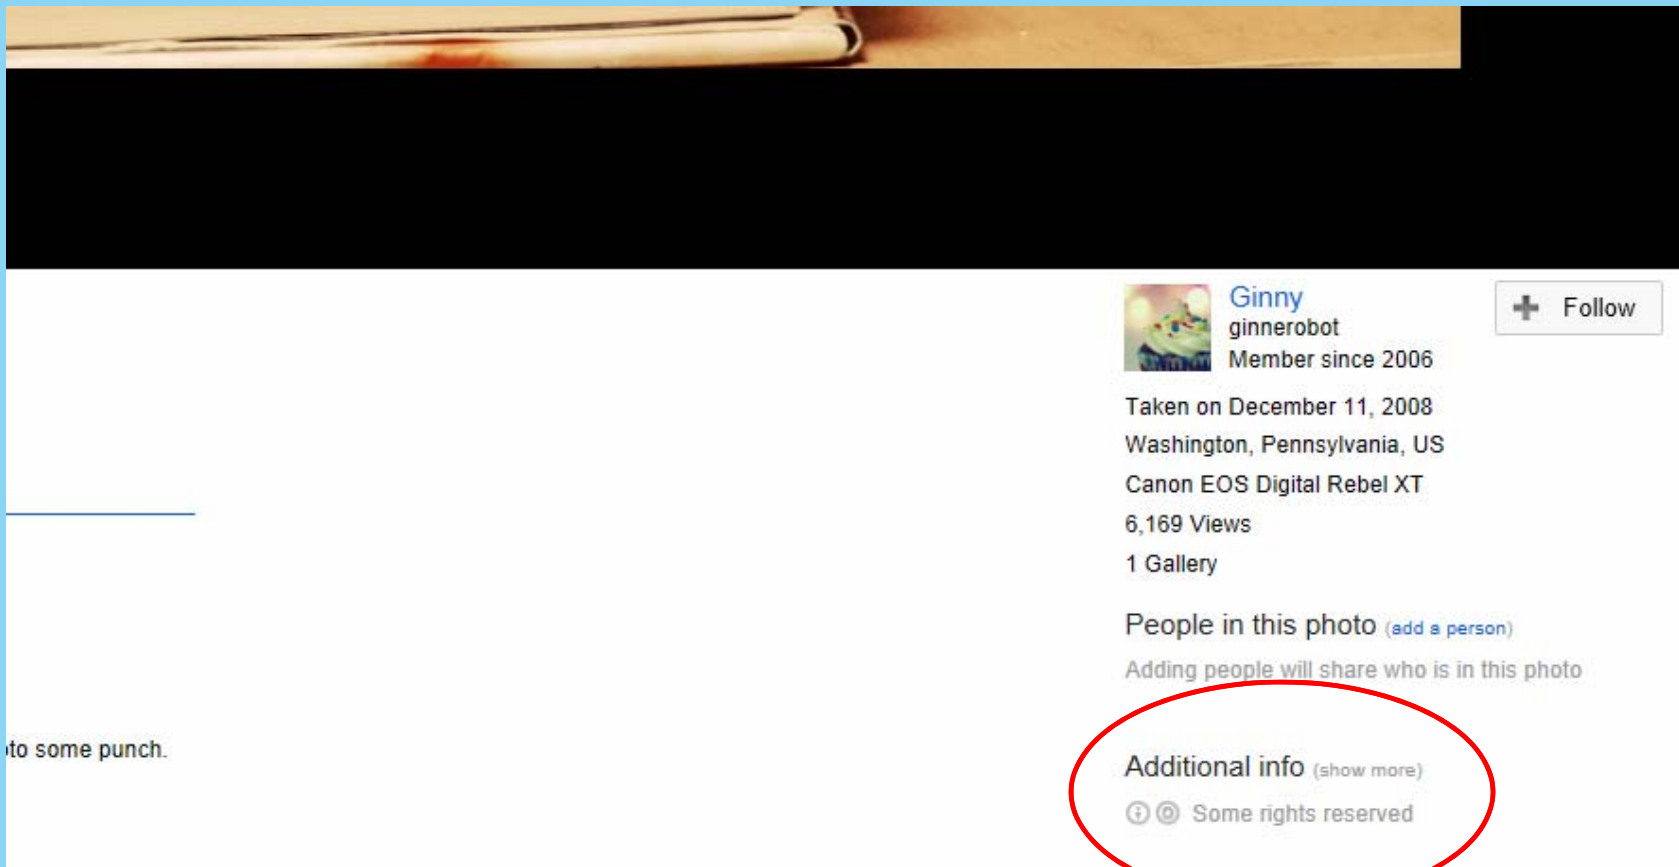 Ginny
Follow
ginnerobot
Member since 2006
Taken on December 11, 2008
Washington, Pennsylvania, US
Canon EOS Digital Rebel XT
6,169 Views
1 Gallery
People in this photo (add a person)
Adding people will share who is in this photo
to some punch.
Additional info (show more)
Some rights reserved